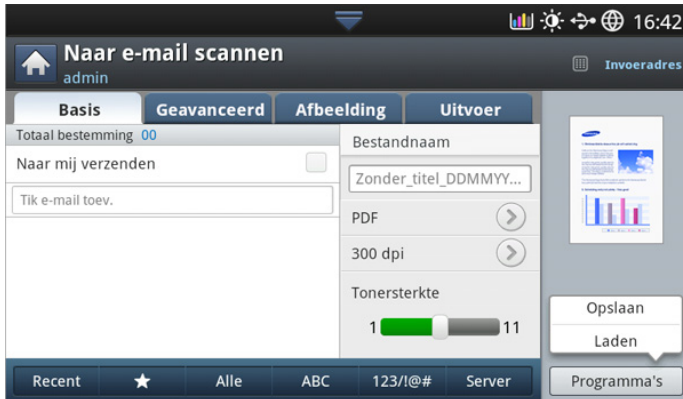 16:42
Naar e-mail scannen
admin
Invoeradres
Basis
Geavanceerd
Afbeelding
Uitvoer
Totaal bestemming 00
Naar mij verzenden
Tik e-mail toev.
Bestandnaam
Zonder_titel_DDMMYY...
PDF
300 dpi
Tonersterkte
1
11
Opslaan
Laden
Recent
Alle
ABC
123/!@#
Server
Programma's